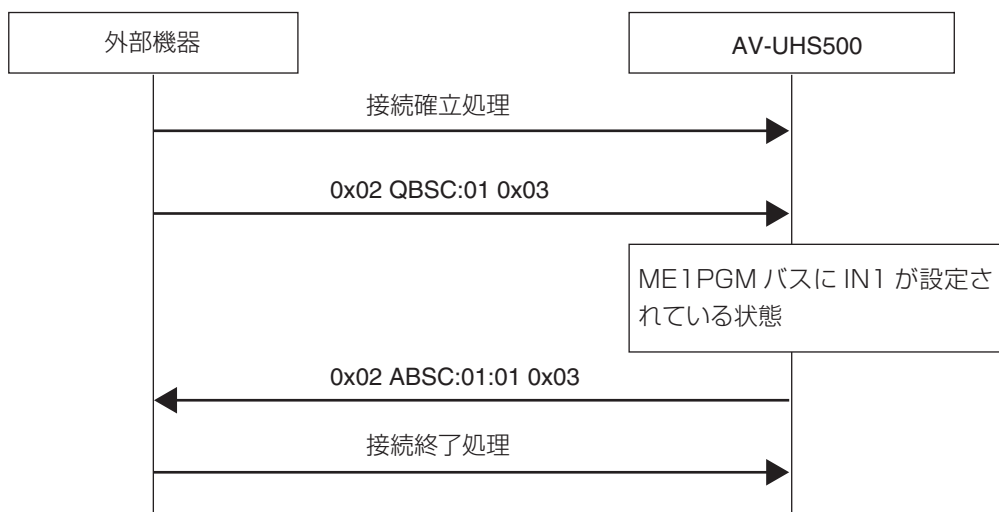 外部機器
AV-UHS500
接続確立処理
0x02 QBSC:01 0x03
ME1PGM バスに IN1 が設定さ
れている状態
0x02 ABSC:01:01 0x03
接続終了処理